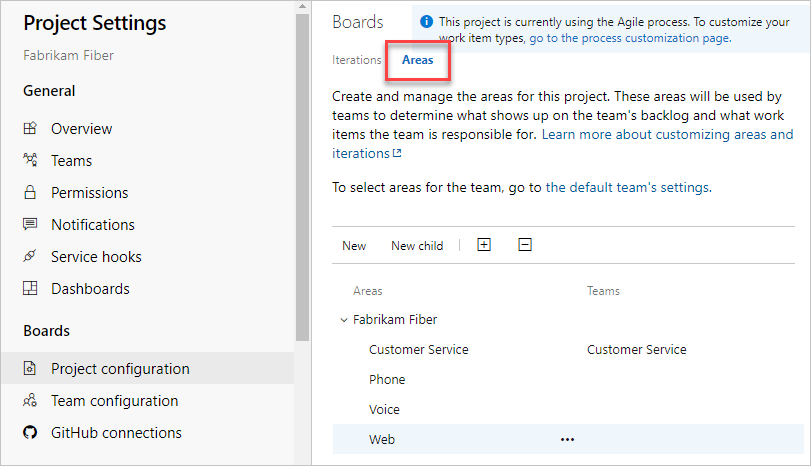 Project Settings
Fabrikam Fiber
General
Overview
Teams
Permissions
Notifications
Service hooks
Dashboards
Boards
Project configuration
Team configuration
GitHub connections
Boards
This project is currently using the Agile process. To customize your
work item types, go to the process customization page.
Iterations Areas
Create and manage the areas for this project. These areas will be used by
teams to determine what shows up on the team's backlog and what work
items the team is responsible for. Learn more about customizing areas and
iterations
To select areas for the team, go to the default team's settings.
New New child
Areas Teams
Fabrikam Fiber
Customer Service Customer Service
Phone
Voice
Web